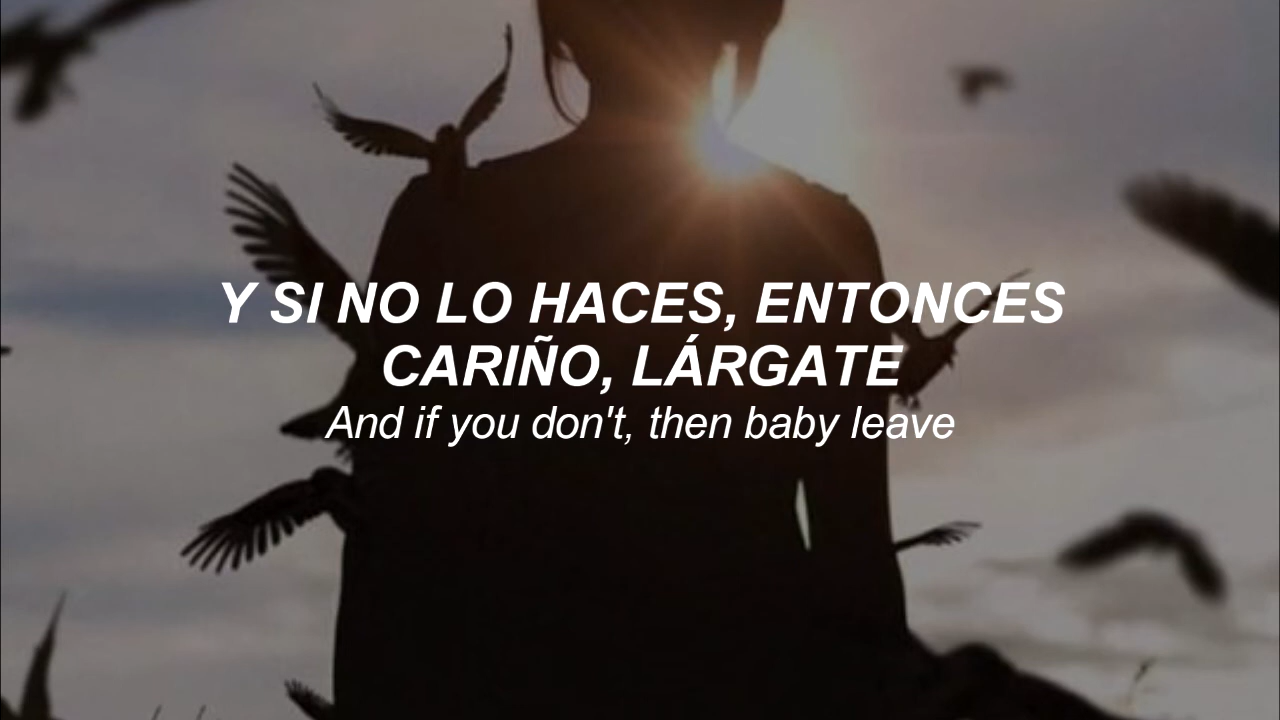 Y SI NO LO HACES, ENTONCES
CARIÑO, LÁRGATE
And if you don't, then baby leave